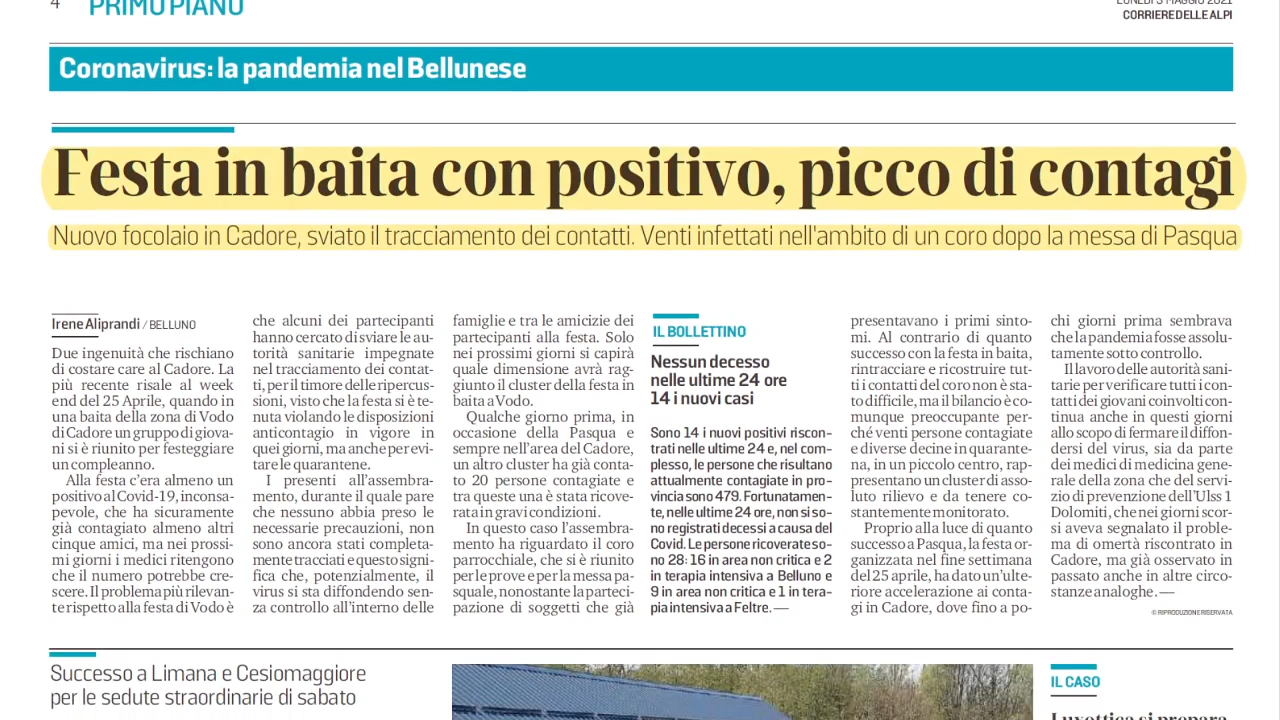 4 PRIMO PIANO
LUNEDÌ 3 MAGGIO 2021
CORRIERE DELLE ALPI
Coronavirus: la pandemia nel Bellunese
Festa in baita con positivo, picco di contagi
Nuovo focolaio in Cadore, sviato il tracciamento dei contatti. Venti infettati nell'ambito di un coro dopo la messa di Pasqua
Irene Aliprandi / BELLUNO
Due ingenuità che rischiano
di costare care al Cadore. La
più recente risale al week
end del 25 Aprile, quando in
una baita della zona di Vodo
di Cadore un gruppo di giova-
ni si è riunito per festeggiare
un compleanno.
Alla festa c'era almeno un
positivo al Covid-19, inconsa-
pevole, che ha sicuramente
già contagiato almeno altri
cinque amici, ma nei prossi-
mi giorni i medici ritengono
che il numero potrebbe cre-
scere. Il problema più rilevan-
te rispetto alla festa di Vodo è
che alcuni dei partecipanti
hanno cercato di sviare le au-
torità sanitarie impegnate
nel tracciamento dei contat-
ti, per il timore delle ripercus-
sioni, visto che la festa si è te-
nuta violando le disposizioni
anticontagio in vigore in
quei giorni, ma anche per evi-
tare le quarantene.
I presenti all'assembra-
mento, durante il quale pare
che nessuno abbia preso le
necessarie precauzioni, non
sono ancora stati completa-
mente tracciati e questo signi-
fica che, potenzialmente, il
virus si sta diffondendo sen-
za controllo all'interno delle
famiglie e tra le amicizie dei
partecipanti alla festa. Solo
nei prossimi giorni si capirà
quale dimensione avrà rag-
giunto il cluster della festa in
baita a Vodo.
Qualche giorno prima, in
occasione della Pasqua e
sempre nell'area del Cadore,
un altro cluster ha già conta-
to 20 persone contagiate e
tra queste una è stata ricove-
rata in gravi condizioni.
In questo caso l'assembra-
mento ha riguardato il coro
parrocchiale, che si è riunito
per le prove e per la messa pa-
squale, nonostante la parteci-
pazione di soggetti che già
IL BOLLETTINO
Nessun decesso
nelle ultime 24 ore
14 i nuovi casi
Sono 14 i nuovi positivi riscon-
trati nelle ultime 24 e, nel com-
plesso, le persone che risultano
attualmente contagiate in pro-
vincia sono 479. Fortunatamen-
te, nelle ultime 24 ore, non si so-
no registrati decessi a causa del
Covid. Le persone ricoverate so-
no 28: 16 in area non critica e 2
in terapia intensiva a Belluno e
9 in area non critica e 1 in tera-
pia intensiva a Feltre. —
presentavano i primi sinto-
mi. Al contrario di quanto
successo con la festa in baita,
rintracciare e ricostruire tut-
ti i contatti del coro non è sta-
to difficile, ma il bilancio è co-
munque preoccupante per-
ché venti persone contagiate
e diverse decine in quarante-
na, in un piccolo centro, rap-
presentano un cluster di asso-
luto rilievo e da tenere co-
stantemente monitorato.
Proprio alla luce di quanto
successo a Pasqua, la festa or-
ganizzata nel fine settimana
del 25 aprile, ha dato un'ulte-
riore accelerazione ai conta-
gi in Cadore, dove fino a po-
chi giorni prima sembrava
che la pandemia fosse assolu-
tamente sotto controllo.
Il lavoro delle autorità sani-
tarie per verificare tutti i con-
tatti dei giovani coinvolti con-
tinua anche in questi giorni
allo scopo di fermare il diffon-
dersi del virus, sia da parte
dei medici di medicina gene-
rale della zona che del servi-
zio di prevenzione dell'Ulss 1
Dolomiti, che nei giorni scor-
si aveva segnalato il proble-
ma di omertà riscontrato in
Cadore, ma già osservato in
passato anche in altre circo-
stanze analoghe. —
© RIPRODUZIONE RISERVATA
Successo a Limana e Cesiomaggiore
per le sedute straordinarie di sabato
IL CASO
Luxottica si prepara